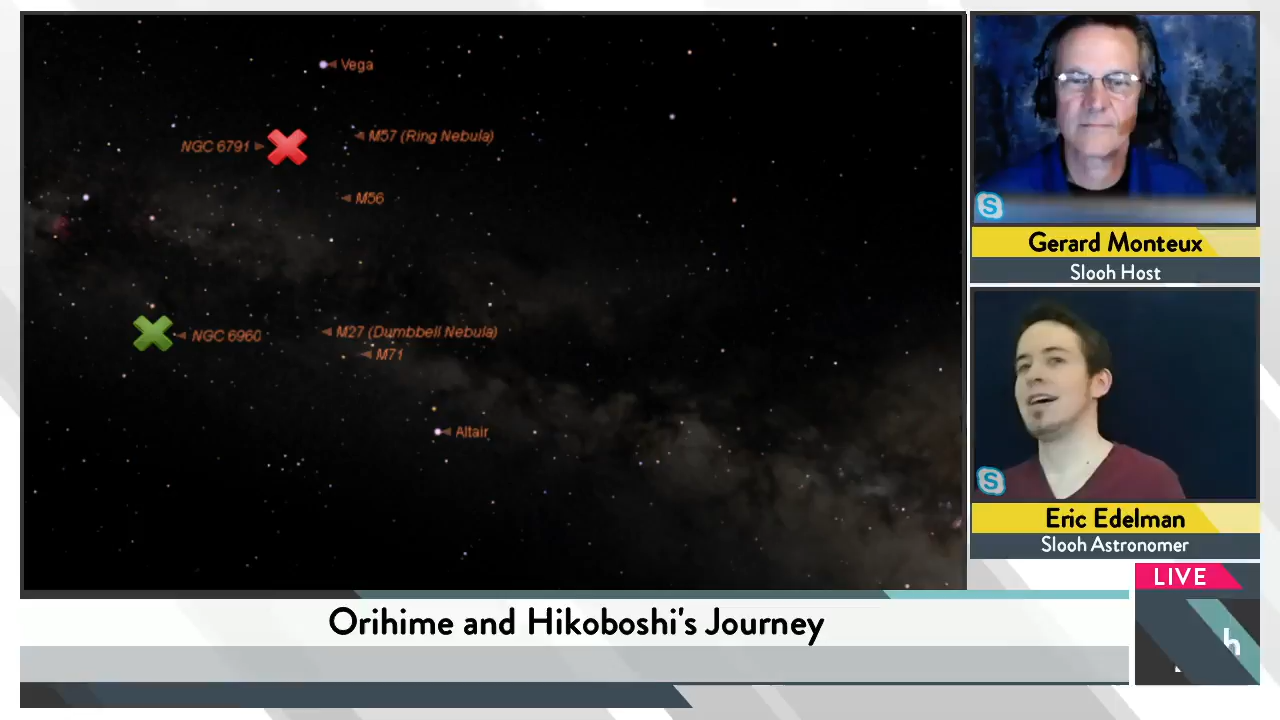 Vega
M57 (Ring Nebula)
NGC 6791
M56
NGC 6960
M27 (Dumbbell Nebula)
M71
Altair
Gerard Monteux
Slooh Host
Eric Edelman
Slooh Astronomer
LIVE
Orihime and Hikoboshi's Journey